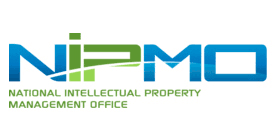 NiPMO
NATIONAL INTELLECTUAL PROPERTY
MANAGEMENT OFFICE